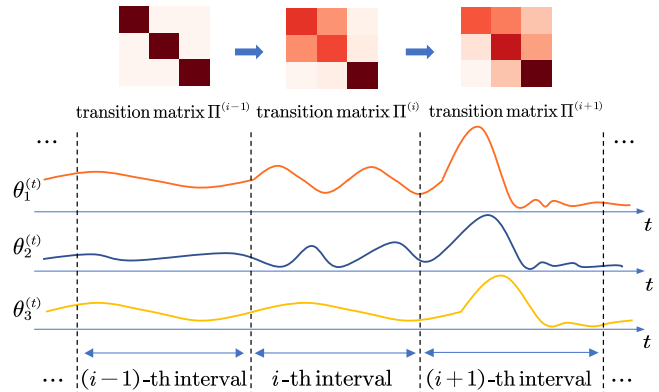 transition matrix Π^(i−1) transition matrix Π^(i) transition matrix Π^(i+1)
... ...
θ_1^(t)
t
θ_2^(t)
t
θ_3^(t)
t
... (i−1)-th interval i-th interval (i+1)-th interval ...